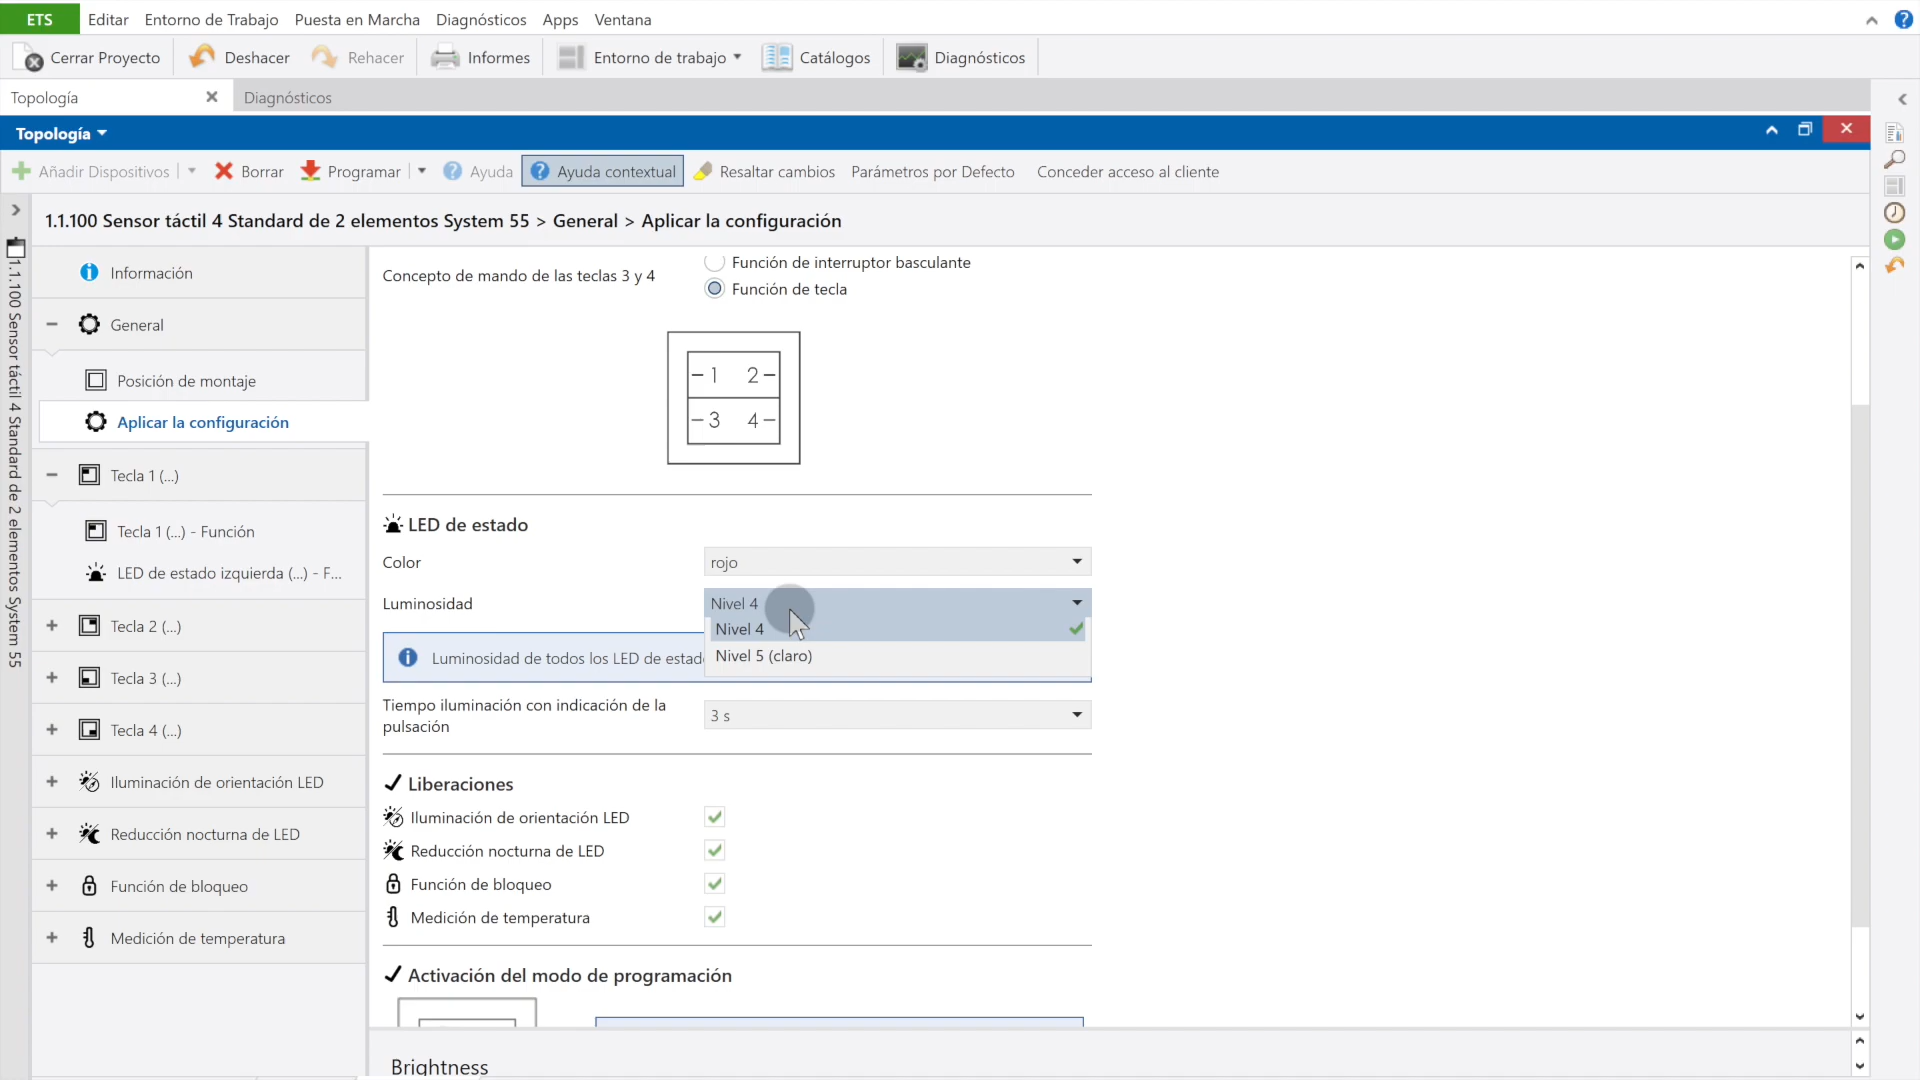 ETS Editar Entorno de Trabajo Puesta en Marcha Diagnósticos Apps Ventana
Cerrar Proyecto Deshacer Rehacer Informes Entorno de trabajo Catálogos Diagnósticos
Topología Diagnósticos
Topología
Añadir Dispositivos Borrar Programar Ayuda Ayuda contextual Resaltar cambios Parámetros por Defecto Conceder acceso al cliente
1.1.100 Sensor táctil 4 Standard de 2 elementos System 55 > General > Aplicar la configuración
1.1.100 Sensor táctil 4 Standard de 2 elementos System 55
Información
General
Posición de montaje
Aplicar la configuración
Tecla 1 (...)
Tecla 1 (...) - Función
LED de estado izquierda (...) - F...
Tecla 2 (...)
Tecla 3 (...)
Tecla 4 (...)
Iluminación de orientación LED
Reducción nocturna de LED
Función de bloqueo
Medición de temperatura
Concepto de mando de las teclas 3 y 4
Función de interruptor basculante
Función de tecla
1 2
3 4
LED de estado
Color rojo
Luminosidad Nivel 4
Nivel 4
Nivel 5 (claro)
Luminosidad de todos los LED de estad
Tiempo iluminación con indicación de la
pulsación
3 s
Liberaciones
Iluminación de orientación LED
Reducción nocturna de LED
Función de bloqueo
Medición de temperatura
Activación del modo de programación
Brightness